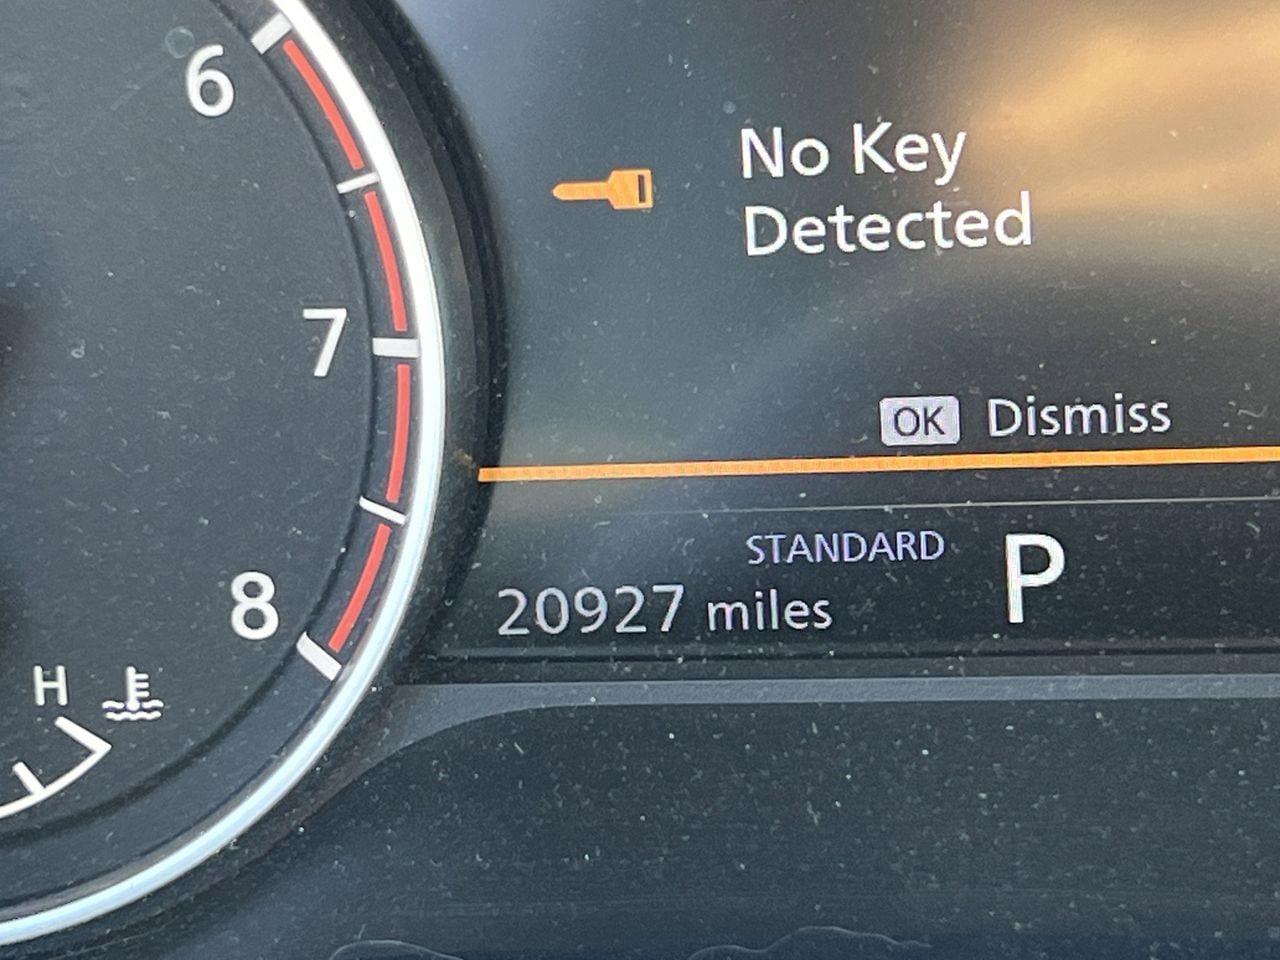 6
No Key
Detected
7
OK Dismiss
STANDARD P
8
20927 miles
H